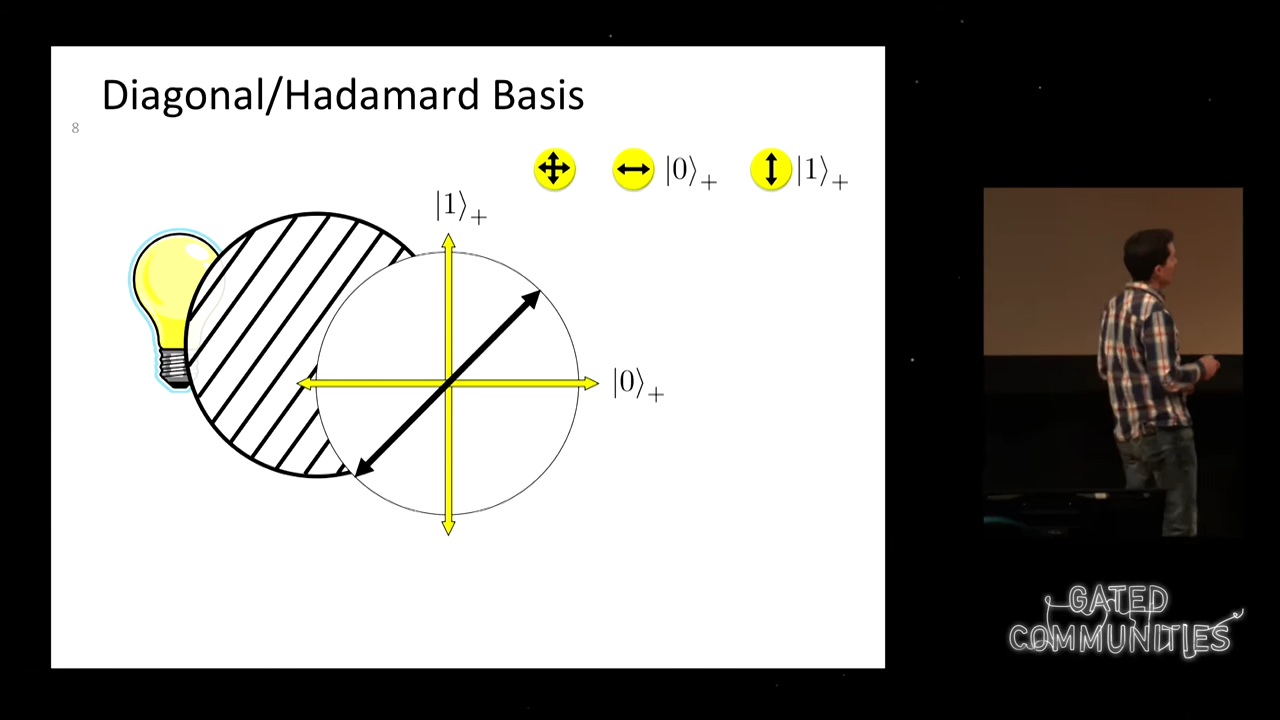 Diagonal/Hadamard Basis
8
|0⟩₊ |1⟩₊
|1⟩₊
|0⟩₊
GATED
COMMUNITIES